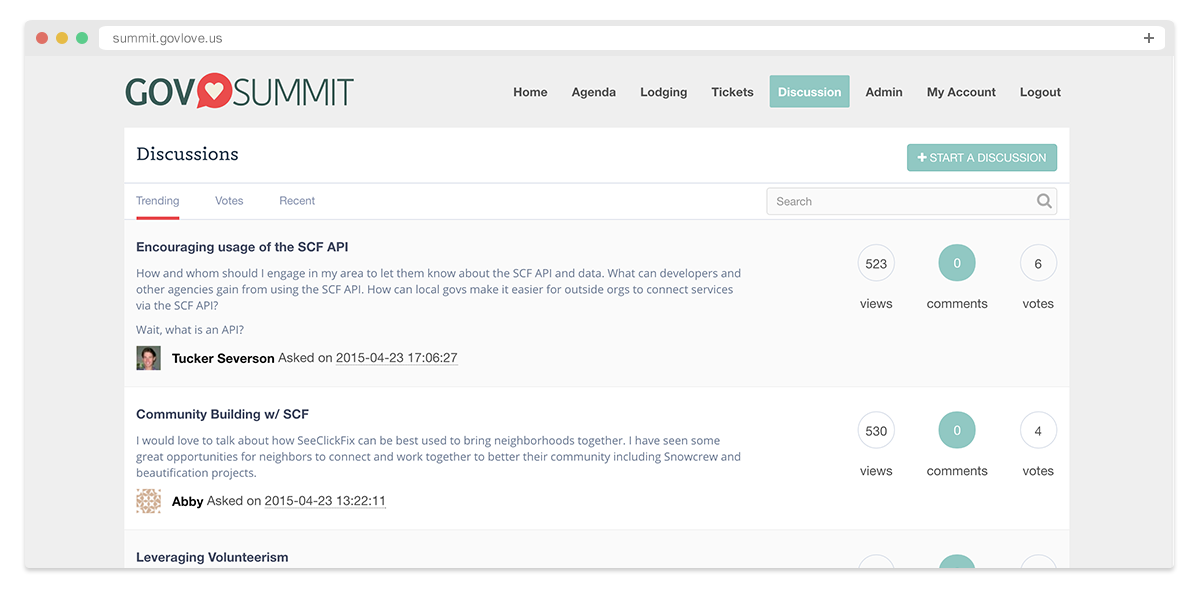 summit.govlove.us
GOV SUMMIT
Home Agenda Lodging Tickets Discussion Admin My Account Logout
Discussions
START A DISCUSSION
Trending Votes Recent
Search
Encouraging usage of the SCF API
How and whom should I engage in my area to let them know about the SCF API and data. What can developers and
other agencies gain from using the SCF API. How can local govs make it easier for outside orgs to connect services
via the SCF API?
Wait, what is an API?
Tucker Severson Asked on 2015-04-23 17:06:27
523 0 6
views comments votes
Community Building w/ SCF
I would love to talk about how SeeClickFix can be best used to bring neighborhoods together. I have seen some
great opportunities for neighbors to connect and work together to better their community including Snowcrew and
beautification projects.
Abby Asked on 2015-04-23 13:22:11
530 0 4
views comments votes
Leveraging Volunteerism